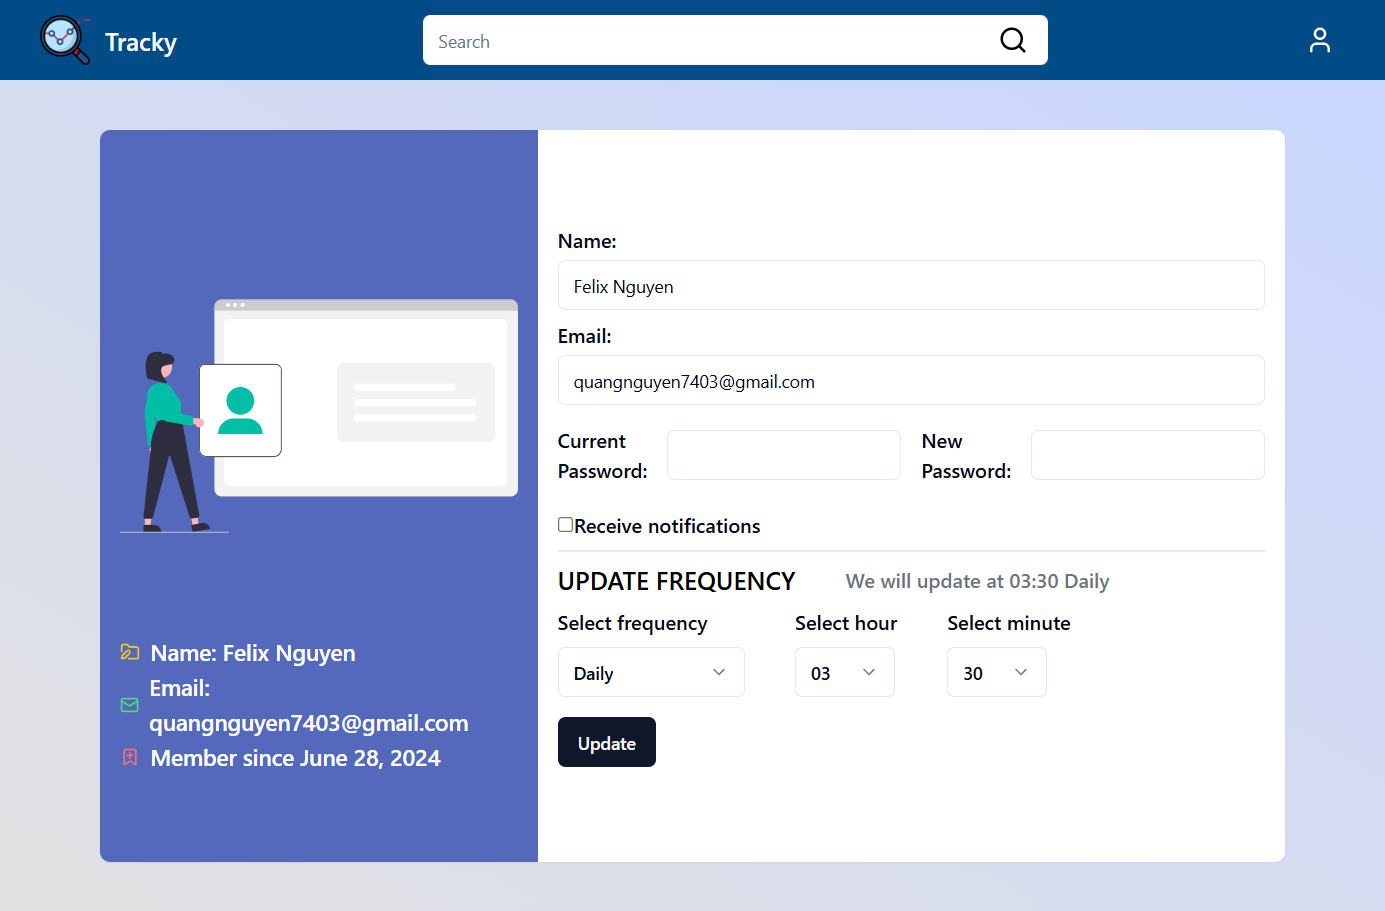 Tracky
Search
Name: Felix Nguyen
Email:
quangnguyen7403@gmail.com
Member since June 28, 2024
Name:
Felix Nguyen
Email:
quangnguyen7403@gmail.com
Current
Password:
New
Password:
Receive notifications
UPDATE FREQUENCY
We will update at 03:30 Daily
Select frequency
Select hour
Select minute
Daily
03
30
Update